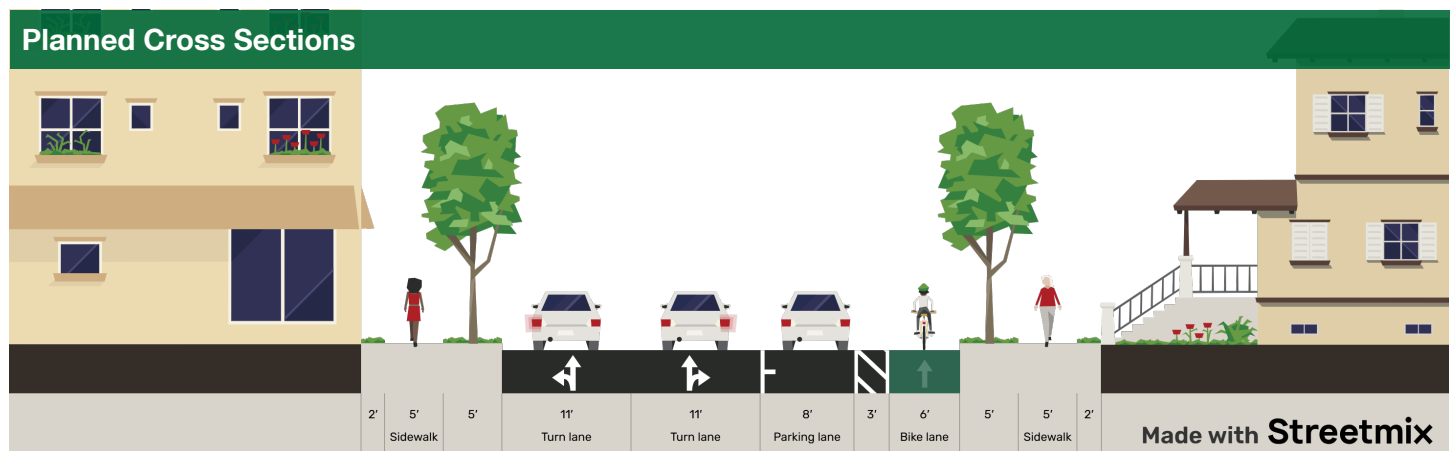 Planned Cross Sections
2′ 5′ 5′ 11′ 11′ 8′ 3′ 6′ 5′ 5′ 2′
Sidewalk Turn lane Turn lane Parking lane Bike lane Sidewalk
Made with Streetmix